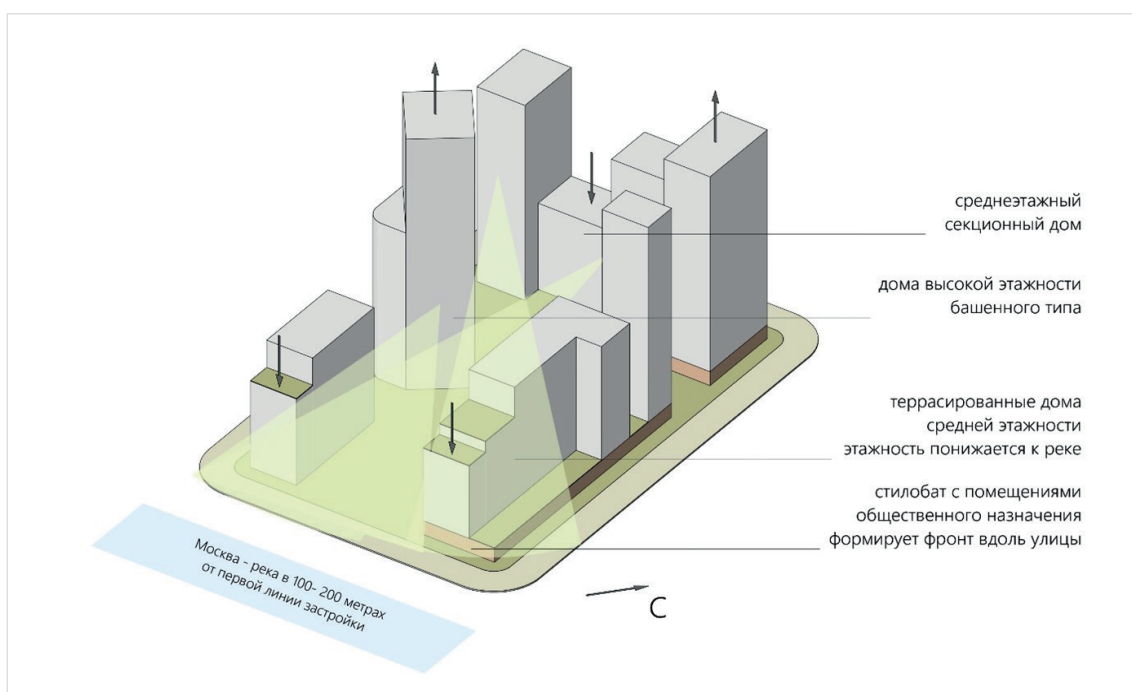 среднеэтажный
секционный дом
дома высокой этажности
башенного типа
террасированные дома
средней этажности
этажность понижается к реке
стилобат с помещениями
общественного назначения
формирует фронт вдоль улицы
Москва - река в 100- 200 метрах
от первой линии застройки
С